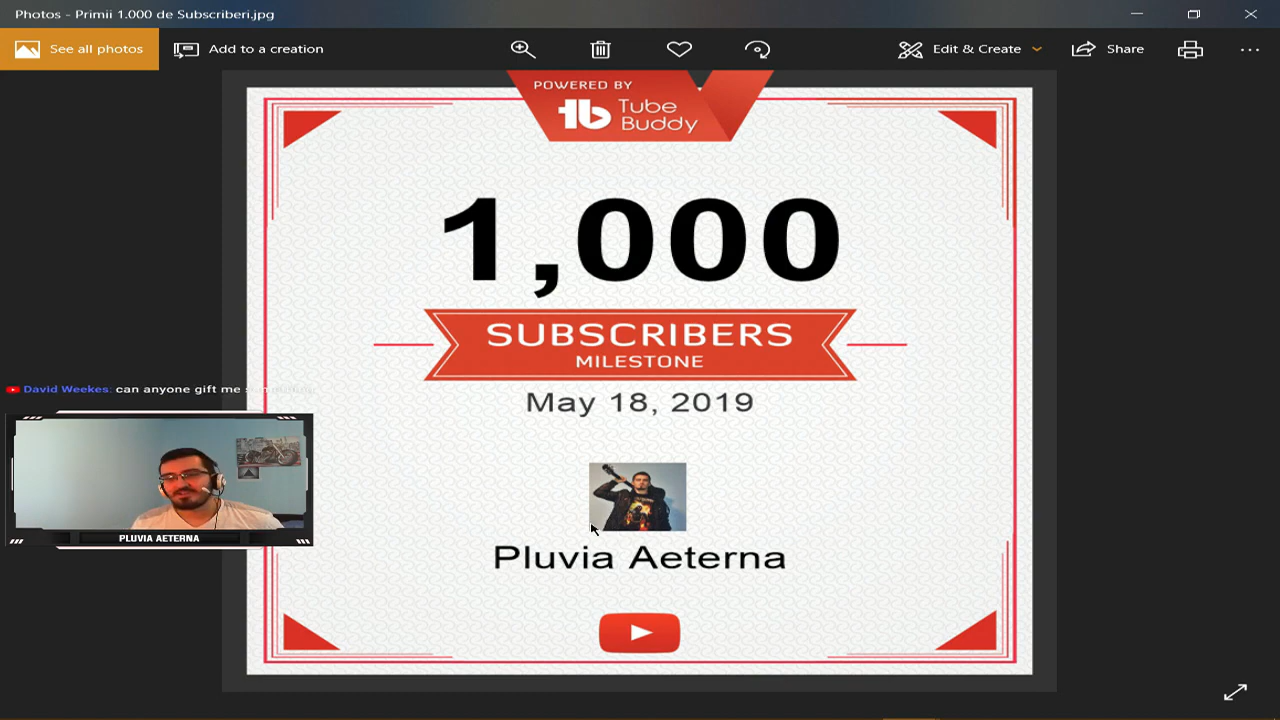 Photos - Primii 1.000 de Subscriberi.jpg
See all photos
Add to a creation
Edit & Create
Share
POWERED BY
Tube
Buddy
1,000
SUBSCRIBERS
MILESTONE
May 18, 2019
David Weekes: can anyone gift me
PLUVIA AETERNA
Pluvia Aeterna